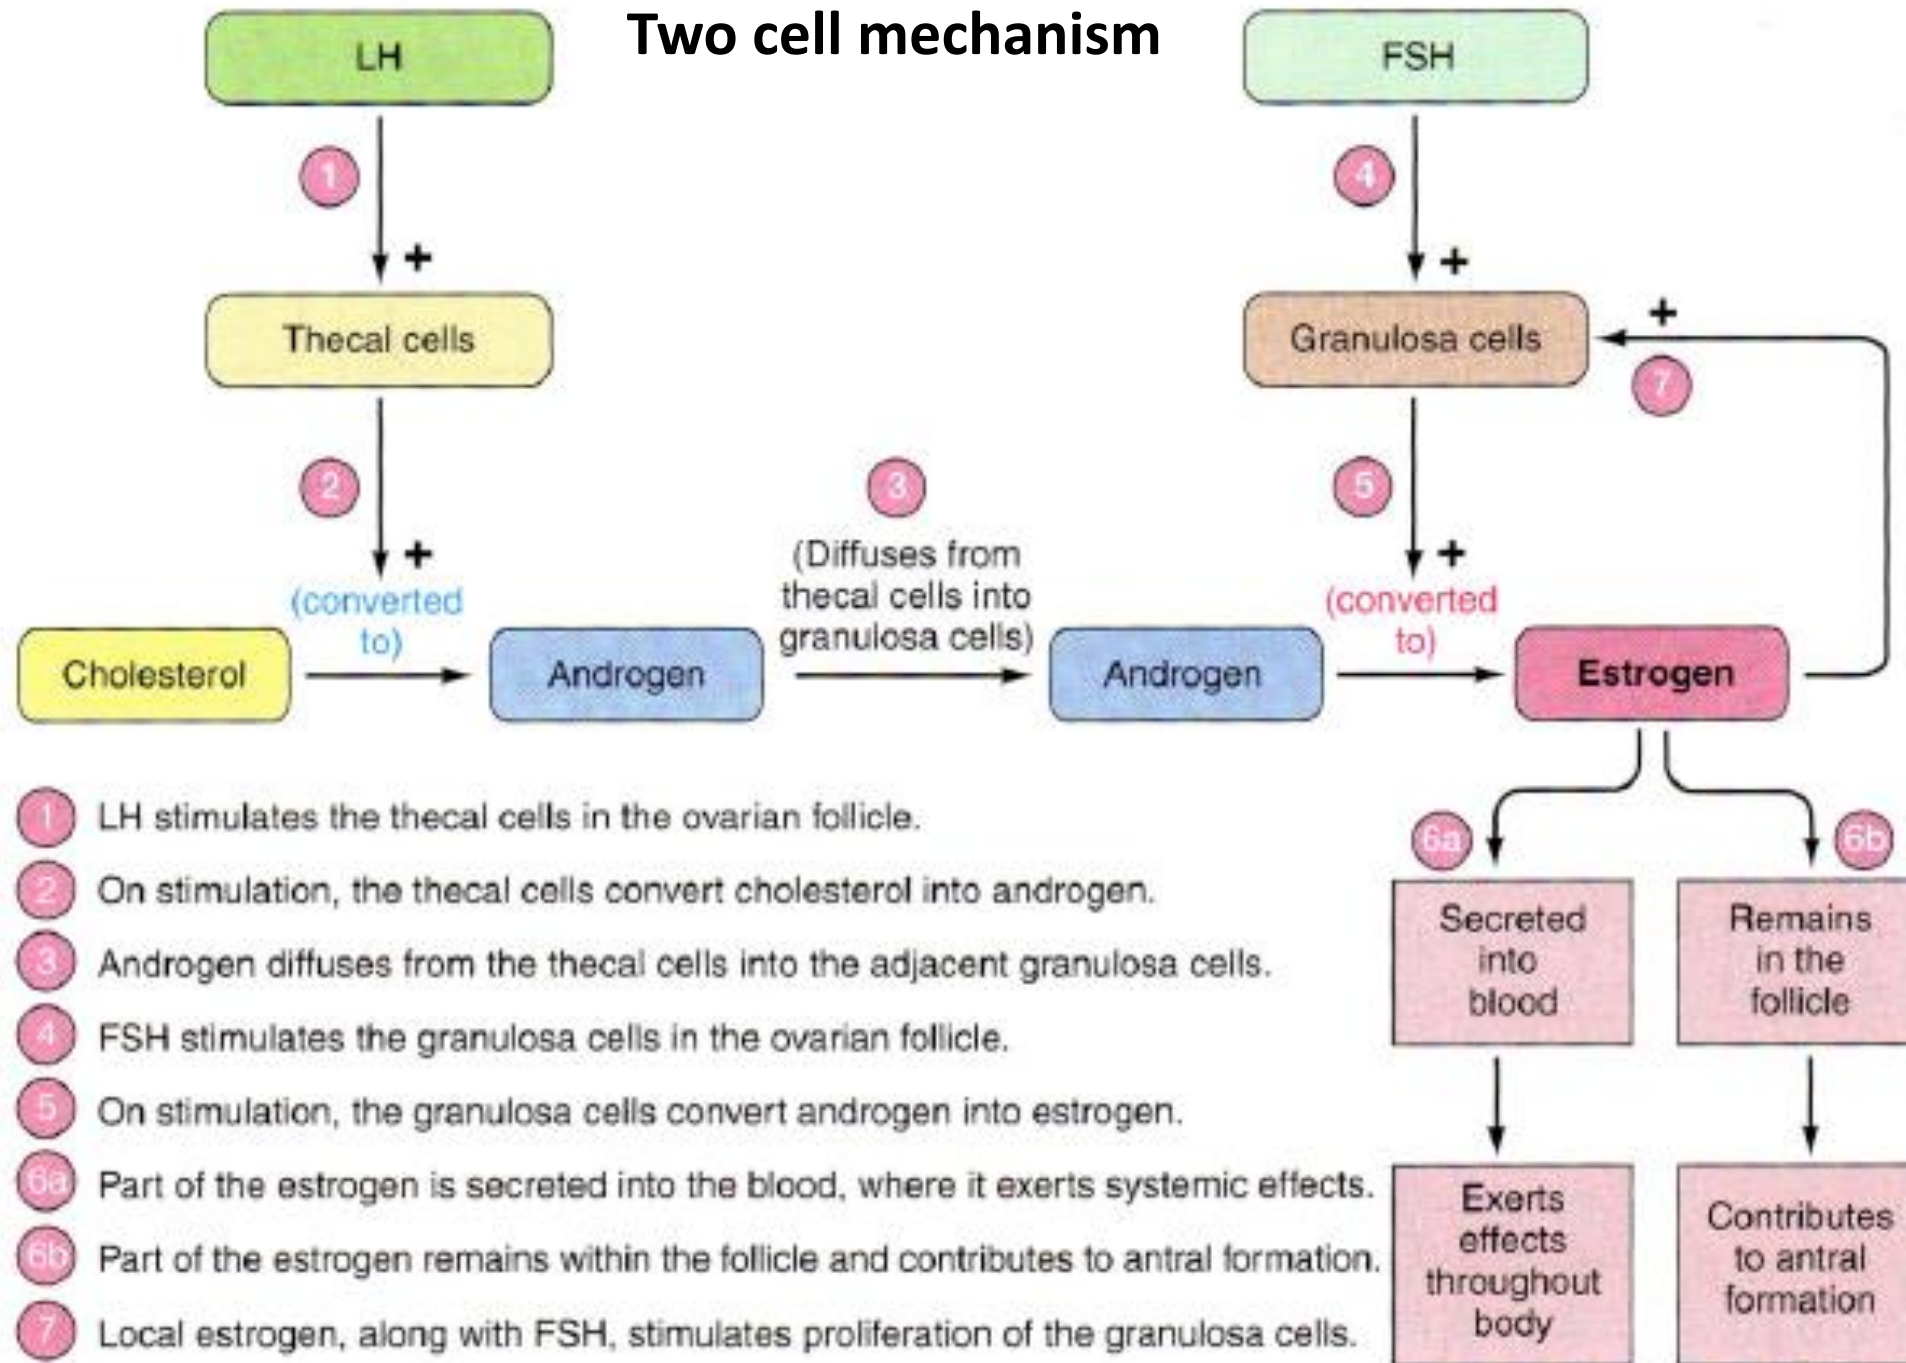 Two cell mechanism
LH
FSH
1
4
+
+
Thecal cells
Granulosa cells
+
7
2
3
5
+
(Diffuses from
thecal cells into
granulosa cells)
+
(converted
to)
(converted
to)
Cholesterol
Androgen
Androgen
Estrogen
1 LH stimulates the thecal cells in the ovarian follicle.
2 On stimulation, the thecal cells convert cholesterol into androgen.
3 Androgen diffuses from the thecal cells into the adjacent granulosa cells.
4 FSH stimulates the granulosa cells in the ovarian follicle.
5 On stimulation, the granulosa cells convert androgen into estrogen.
6a Part of the estrogen is secreted into the blood, where it exerts systemic effects.
6b Part of the estrogen remains within the follicle and contributes to antral formation.
7 Local estrogen, along with FSH, stimulates proliferation of the granulosa cells.
6a
6b
Secreted
into
blood
Remains
in the
follicle
Exerts
effects
throughout
body
Contributes
to antral
formation